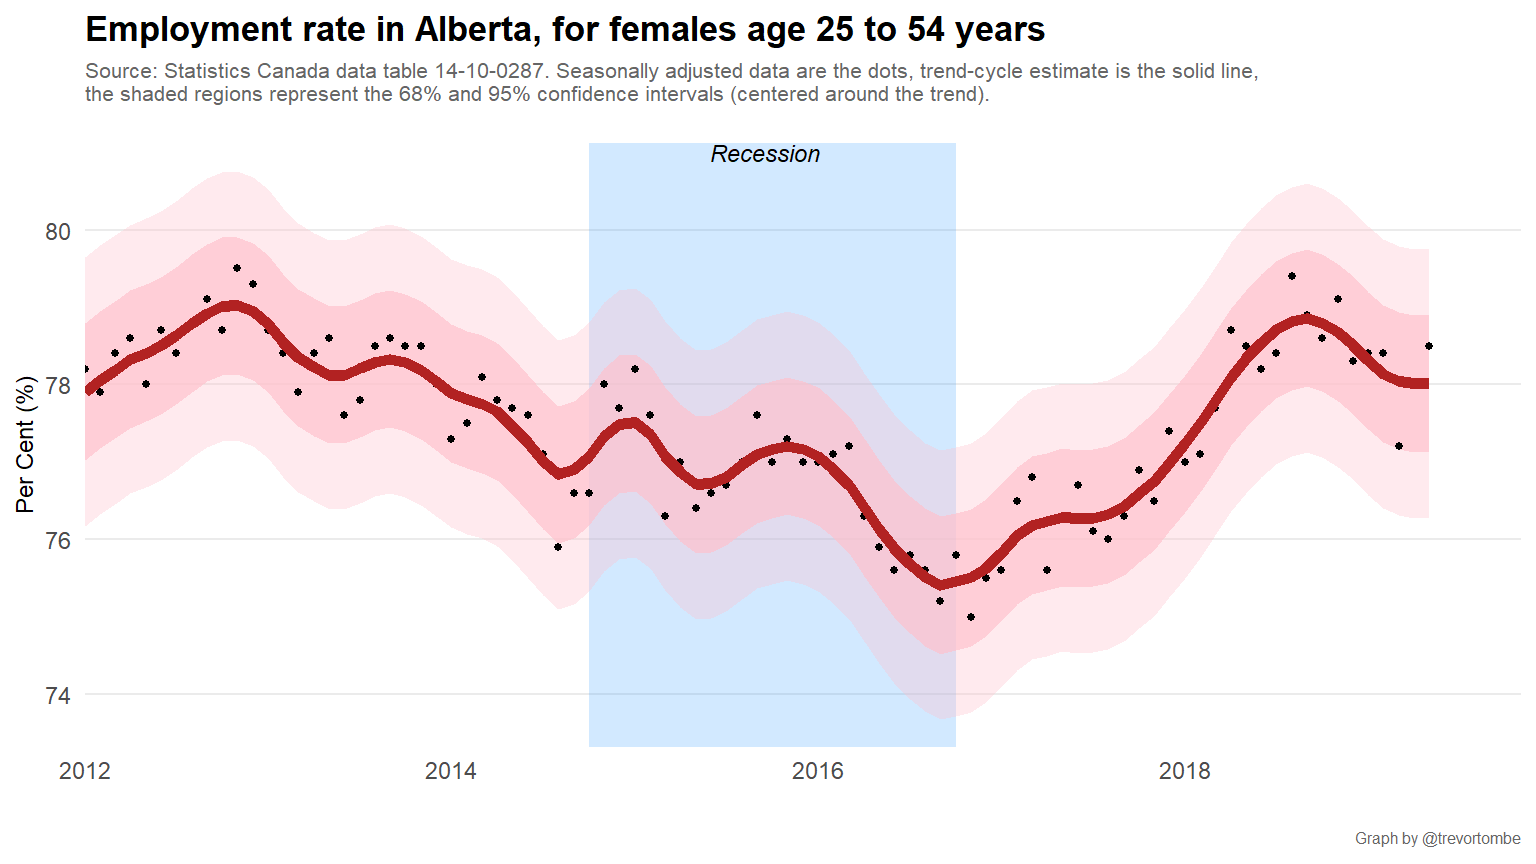 Employment rate in Alberta, for females age 25 to 54 years
Source: Statistics Canada data table 14-10-0287. Seasonally adjusted data are the dots, trend-cycle estimate is the solid line,
the shaded regions represent the 68% and 95% confidence intervals (centered around the trend).
Recession
Per Cent (%)
80
78
76
74
2012 2014 2016 2018
Graph by @trevortombe